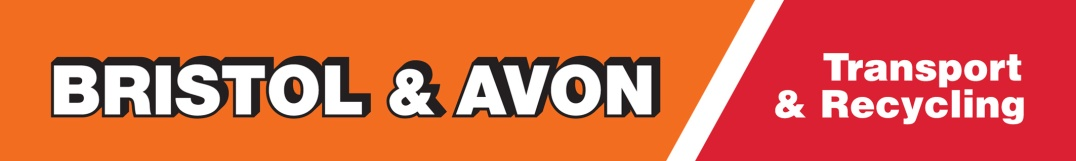 BRISTOL & AVON
Transport
& Recycling